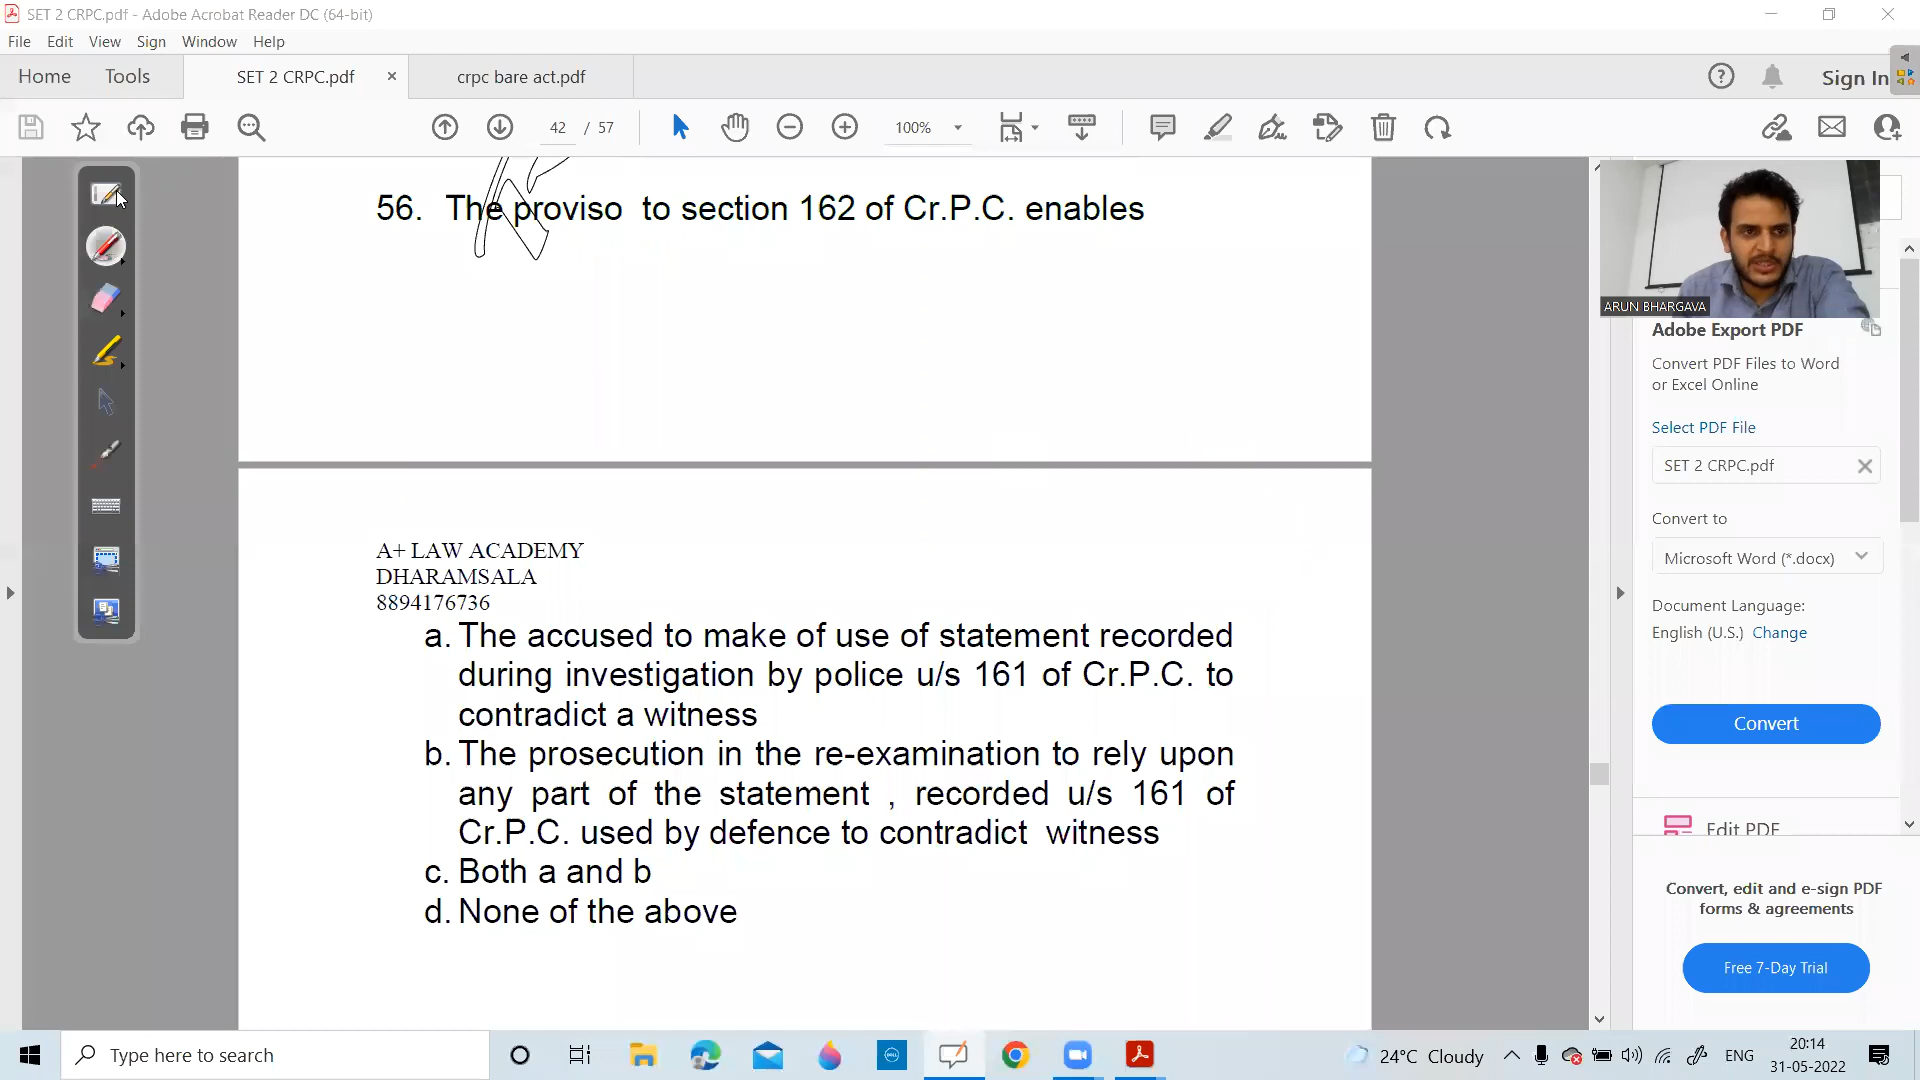 SET 2 CRPC.pdf - Adobe Acrobat Reader DC (64-bit)
File Edit View Sign Window Help
Home Tools SET 2 CRPC.pdf crpc bare act.pdf Sign In
42 / 57 100%
56. The proviso to section 162 of Cr.P.C. enables
ARUN BHARGAVA
A+ LAW ACADEMY
DHARAMSALA
8894176736
a. The accused to make of use of statement recorded
during investigation by police u/s 161 of Cr.P.C. to
contradict a witness
b. The prosecution in the re-examination to rely upon
any part of the statement , recorded u/s 161 of
Cr.P.C. used by defence to contradict witness
c. Both a and b
d. None of the above
Adobe Export PDF
Convert PDF Files to Word
or Excel Online
Select PDF File
SET 2 CRPC.pdf
Convert to
Microsoft Word (*.docx)
Document Language:
English (U.S.) Change
Convert
Edit PDF
Convert, edit and e-sign PDF
forms & agreements
Free 7-Day Trial
Type here to search
DELL
24°C Cloudy
ENG
20:14
31-05-2022